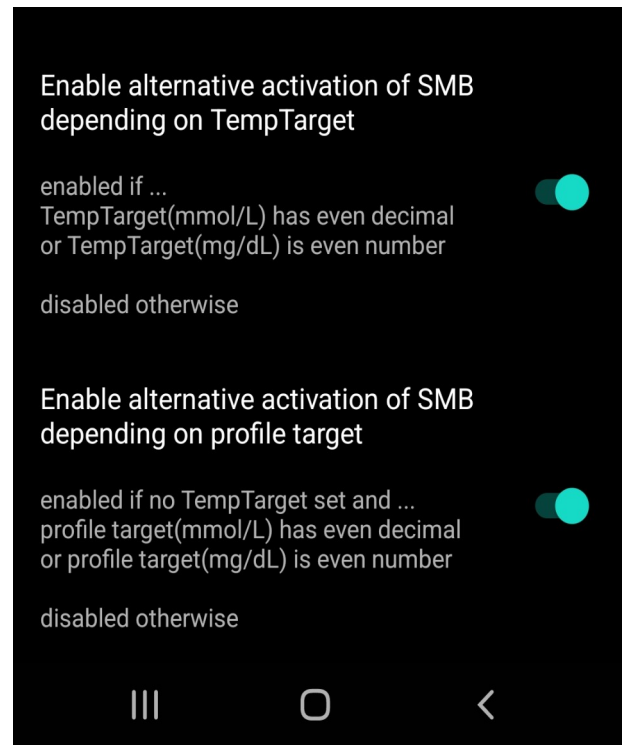 Enable alternative activation of SMB
depending on TempTarget
enabled if ...
TempTarget(mmol/L) has even decimal
or TempTarget(mg/dL) is even number
disabled otherwise
Enable alternative activation of SMB
depending on profile target
enabled if no TempTarget set and ...
profile target(mmol/L) has even decimal
or profile target(mg/dL) is even number
disabled otherwise